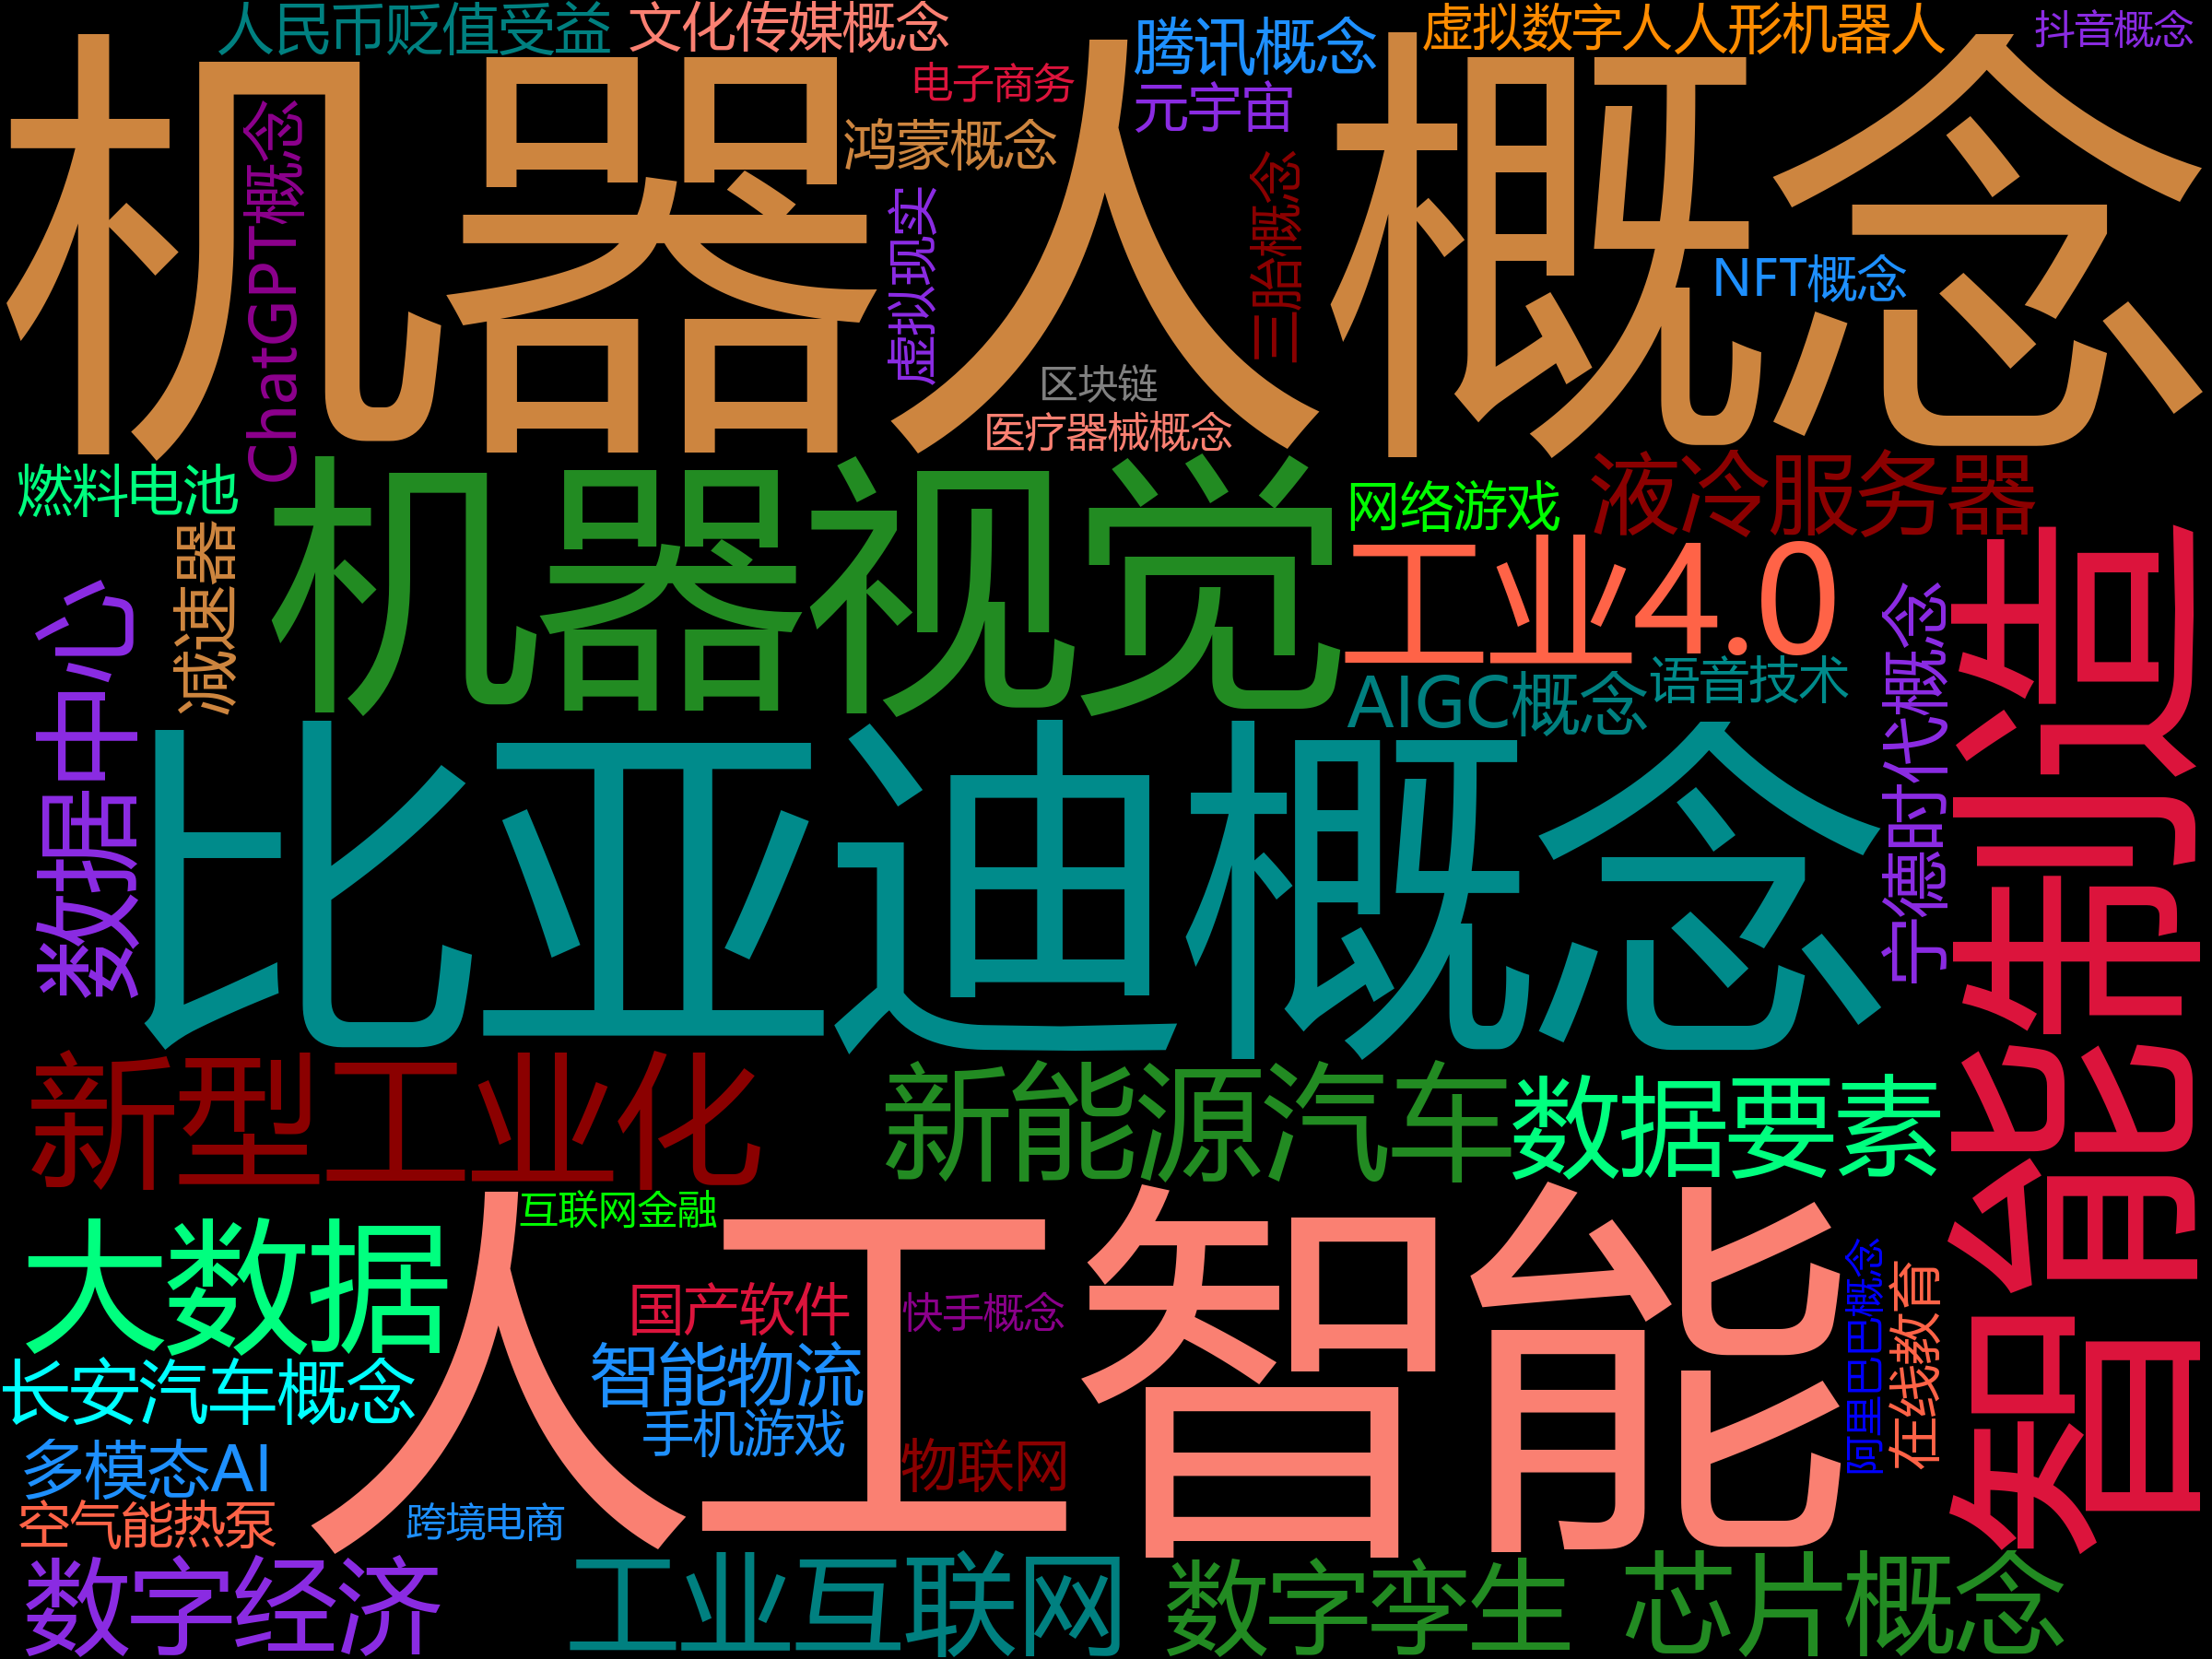 人民币贬值受益
文化传媒概念
虚拟数字人
人形机器人
抖音概念
腾讯概念
电子商务
元宇宙
机器人概念
鸿蒙概念
ChatGPT概念
虚拟现实
三胎概念
NFT概念
区块链
医疗器械概念
燃料电池
机器视觉
网络游戏
液冷服务器
减速器
工业4.0
智能制造
数据中心
AIGC概念
语音技术
宁德时代概念
比亚迪概念
新型工业化
新能源汽车
数据要素
互联网金融
大数据
人工智能
国产软件
快手概念
阿里巴巴概念
在线教育
智能物流
长安汽车概念
手机游戏
多模态AI
物联网
空气能热泵
跨境电商
数字经济
工业互联网
数字孪生
芯片概念